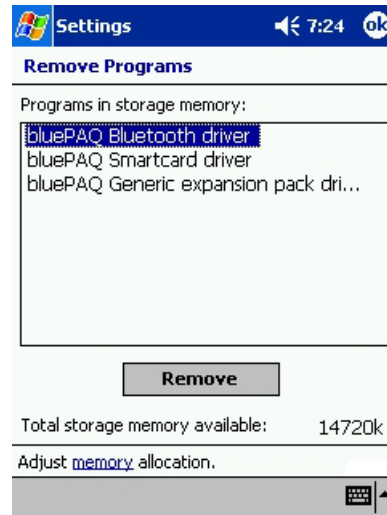 Settings 7:24 ok
Remove Programs
Programs in storage memory:
bluePAQ Bluetooth driver
bluePAQ Smartcard driver
bluePAQ Generic expansion pack dri...
Remove
Total storage memory available: 14720k
Adjust memory allocation.